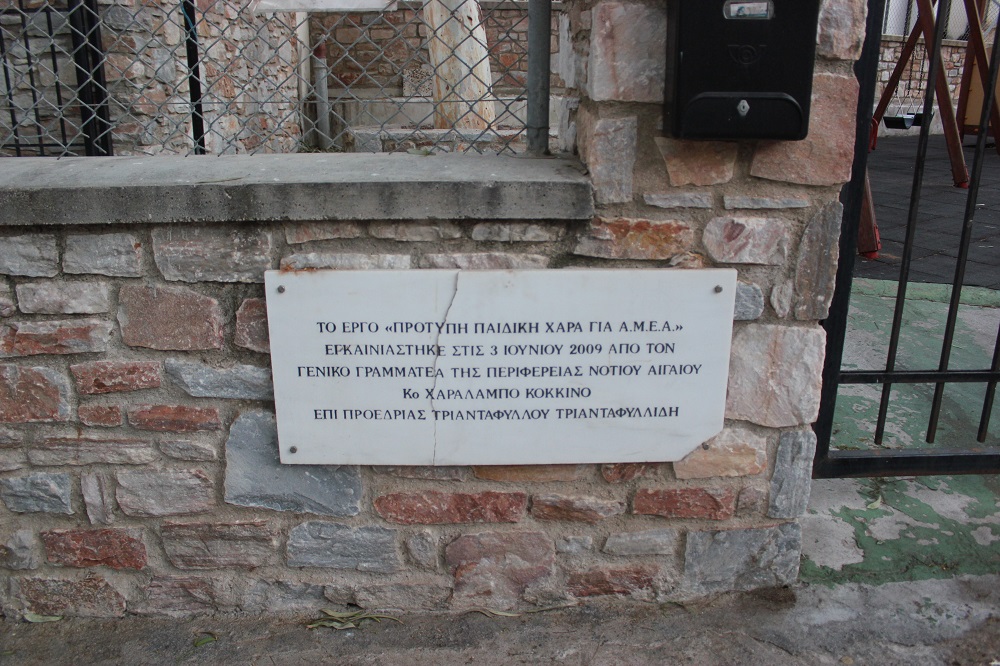 ΤΟ ΕΡΓΟ «ΠΡΟΤΥΠΗ ΠΑΙΔΙΚΗ ΧΑΡΑ ΓΙΑ Α.Μ.Ε.Α.»
ΕΓΚΑΙΝΙΑΣΤΗΚΕ ΣΤΙΣ 3 ΙΟΥΝΙΟΥ 2009 ΑΠΟ ΤΟΝ
ΓΕΝΙΚΟ ΓΡΑΜΜΑΤΕΑ ΤΗΣ ΠΕΡΙΦΕΡΕΙΑΣ ΝΟΤΙΟΥ ΑΙΓΑΙΟΥ
Κο ΧΑΡΑΛΑΜΠΟ ΚΟΚΚΙΝΟ
ΕΠΙ ΠΡΟΕΔΡΙΑΣ ΤΡΙΑΝΤΑΦΥΛΛΟΥ ΤΡΙΑΝΤΑΦΥΛΛΙΔΗ